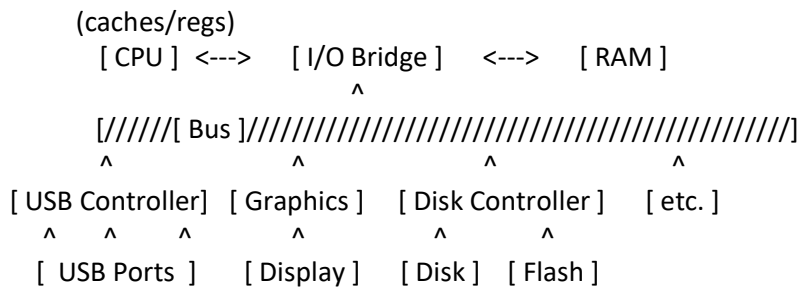 (caches/regs)
[ CPU ] <---> [ I/O Bridge ] <---> [ RAM ]
^
[//////[ Bus ]////////////////////////////////////////////////]
^ ^ ^ ^
[ USB Controller] [ Graphics ] [ Disk Controller ] [ etc. ]
^ ^ ^ ^ ^ ^
[ USB Ports ] [ Display ] [ Disk ] [ Flash ]